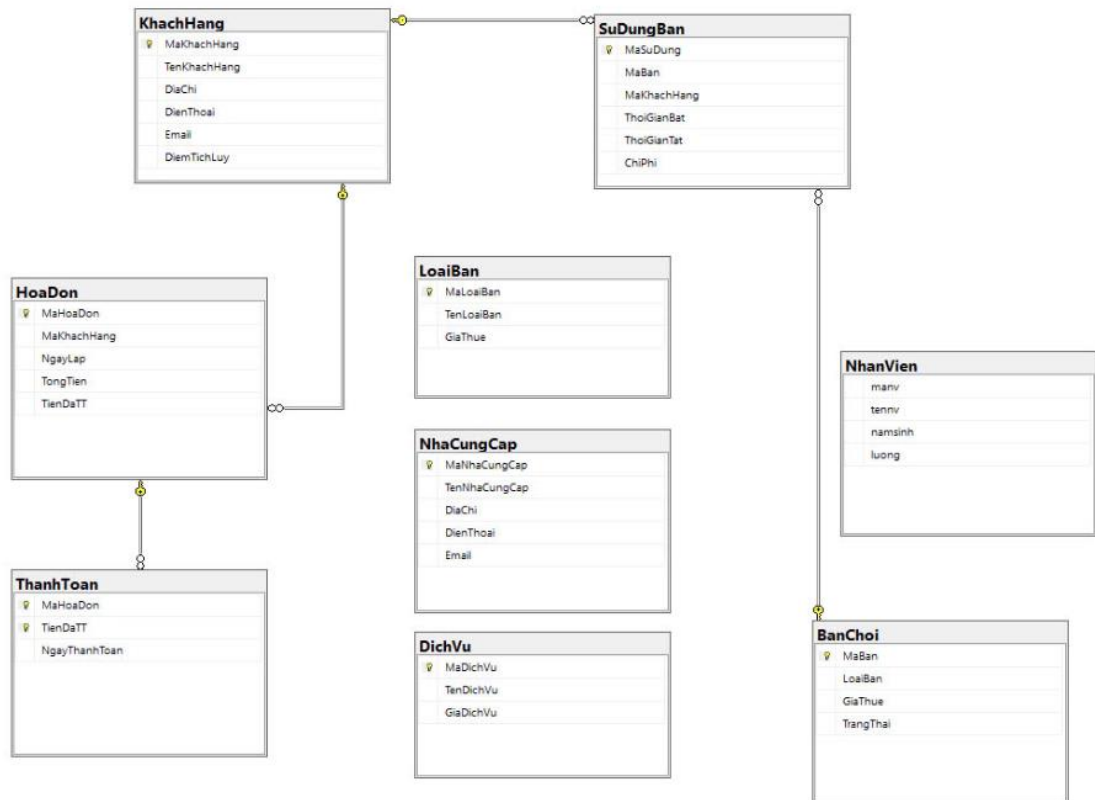 KhachHang
MaKhachHang
TenKhachHang
DiaChi
DienThoai
Email
DiemTichLuy
SuDungBan
MaSuDung
MaBan
MaKhachHang
ThoiGianBat
ThoiGianTat
ChiPhi
HoaDon
MaHoaDon
MaKhachHang
NgayLap
TongTien
TienDaTT
LoaiBan
MaLoaiBan
TenLoaiBan
GiaThue
NhanVien
manv
tennv
namsinh
luong
NhaCungCap
MaNhaCungCap
TenNhaCungCap
DiaChi
DienThoai
Email
ThanhToan
MaHoaDon
TienDaTT
NgayThanhToan
DichVu
MaDichVu
TenDichVu
GiaDichVu
BanChoi
MaBan
LoaiBan
GiaThue
TrangThai